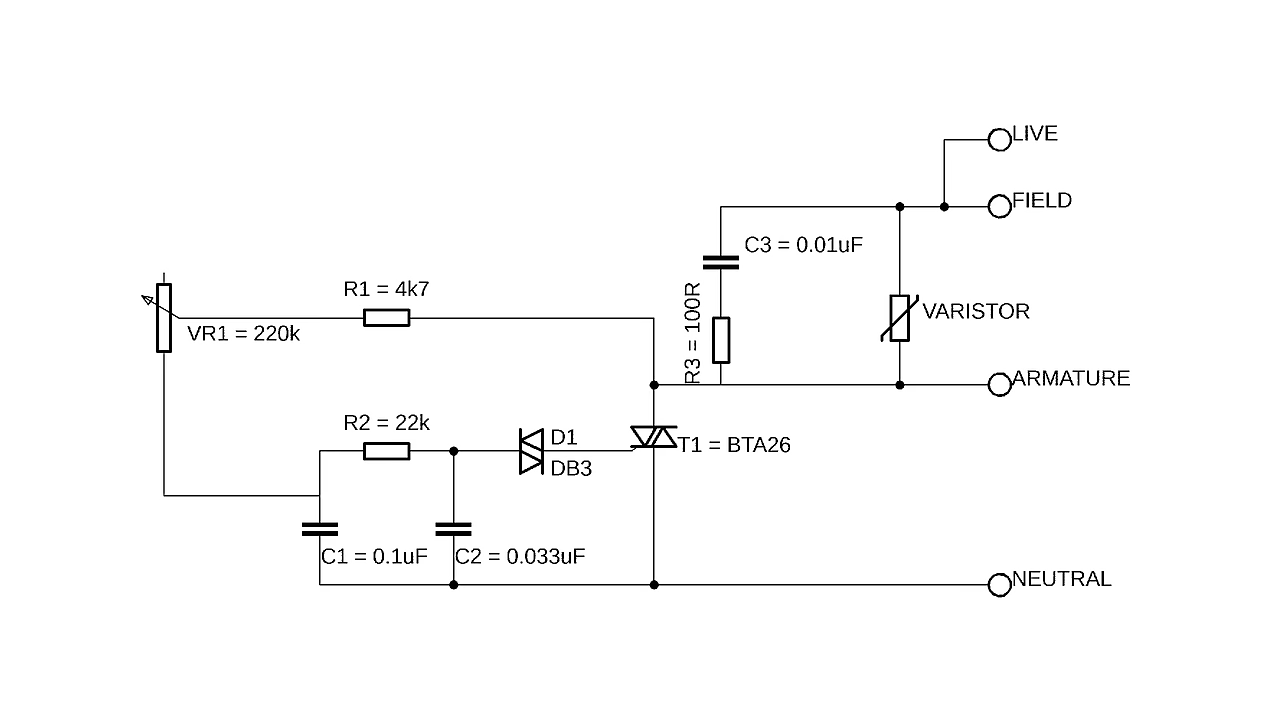 LIVE
FIELD
C3 = 0.01uF
R1 = 4k7
R3 = 100R
VARISTOR
VR1 = 220k
ARMATURE
R2 = 22k
D1
DB3
T1 = BTA26
C1 = 0.1uF
C2 = 0.033uF
NEUTRAL